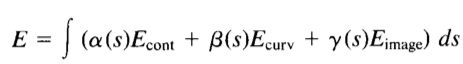 E = ∫ (α(s)E_cont + β(s)E_curv + γ(s)E_image) ds